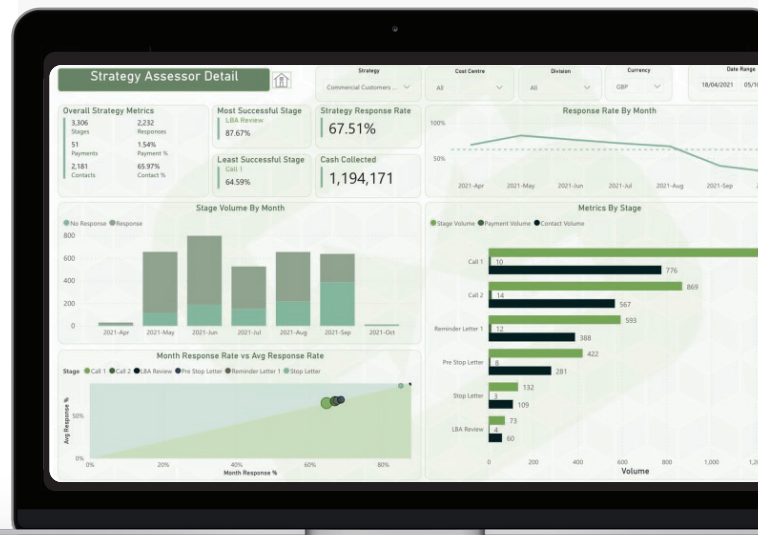 Strategy Assessor Detail
Strategy
Commercial Customers ...
Cost Centre
All
Division
All
Currency
GBP
Date Range
18/04/2021 05/10
Overall Strategy Metrics
3,306 2,232
Stages Responses
51 1.54%
Payments Payment %
2,181 65.97%
Contacts Contact %
Most Successful Stage
LBA Review
87.67%
Least Successful Stage
Call 1
64.59%
Strategy Response Rate
67.51%
Cash Collected
1,194,171
Response Rate By Month
100%
50%
2021-Apr 2021-May 2021-Jun 2021-Jul 2021-Aug 2021-Sep
Stage Volume By Month
No Response Response
800
600
400
200
0
2021-Apr 2021-May 2021-Jun 2021-Jul 2021-Aug 2021-Sep 2021-Oct
Metrics By Stage
Stage Volume Payment Volume Contact Volume
Call 1 10
776
869
Call 2 14
567
593
Reminder Letter 1 12
388
422
Pre Stop Letter 8
281
132
Stop Letter 3
109
73
LBA Review 4
60
0 200 400 600 800 1,000
Volume
Month Response Rate vs Avg Response Rate
Stage Call 1 Call 2 LBA Review Pre Stop Letter Reminder Letter 1 Stop Letter
Avg Response %
50%
0%
0% 20% 40% 60% 80%
Month Response %